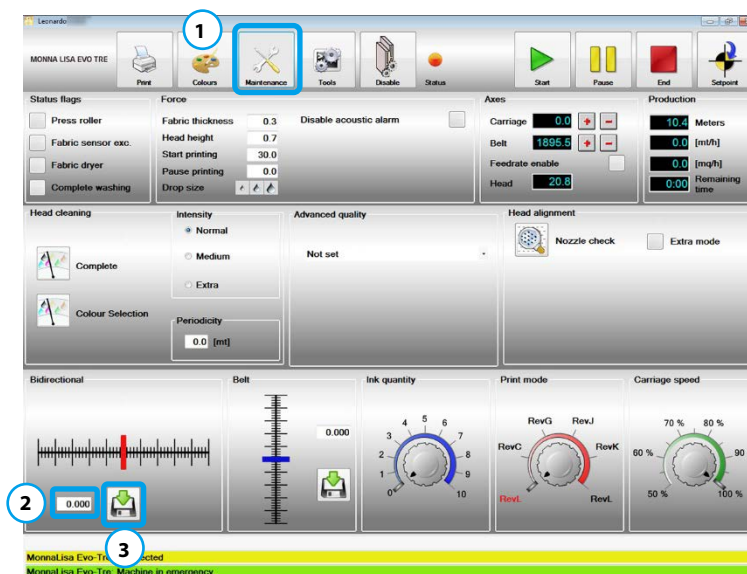 Leonardo
1
MONNA LISA EVO TRE
Print
Colours
Maintenance
Tools
Disable
Status
Start
Pause
End
Setpoint
Status flags
Press roller
Fabric sensor exc.
Fabric dryer
Complete washing
Force
Fabric thickness 0.3
Head height 0.7
Start printing 30.0
Pause printing 0.0
Drop size
Disable acoustic alarm
Axes
Carriage 0.0 + -
Belt 1895.5 + -
Feedrate enable
Head 20.8
Production
10.4 Meters
0.0 [mt/h]
0.0 [mq/h]
0:00 Remaining
time
Head cleaning
Complete
Colour Selection
Intensity
Normal
Medium
Extra
Periodicity
0.0 [mt]
Advanced quality
Not set
Head alignment
Nozzle check
Extra mode
Bidirectional
2
0.000
3
Belt
0.000
Ink quantity
0 1 2 3 4 5 6 7 8 9 10
Print mode
RevL RevC RevG RevJ RevK RevL
Carriage speed
50 % 60 % 70 % 80 % 90 100 %
MonnaLisa Evo-Tre cted
MonnaLisa Evo-Tre: Machine in emergency